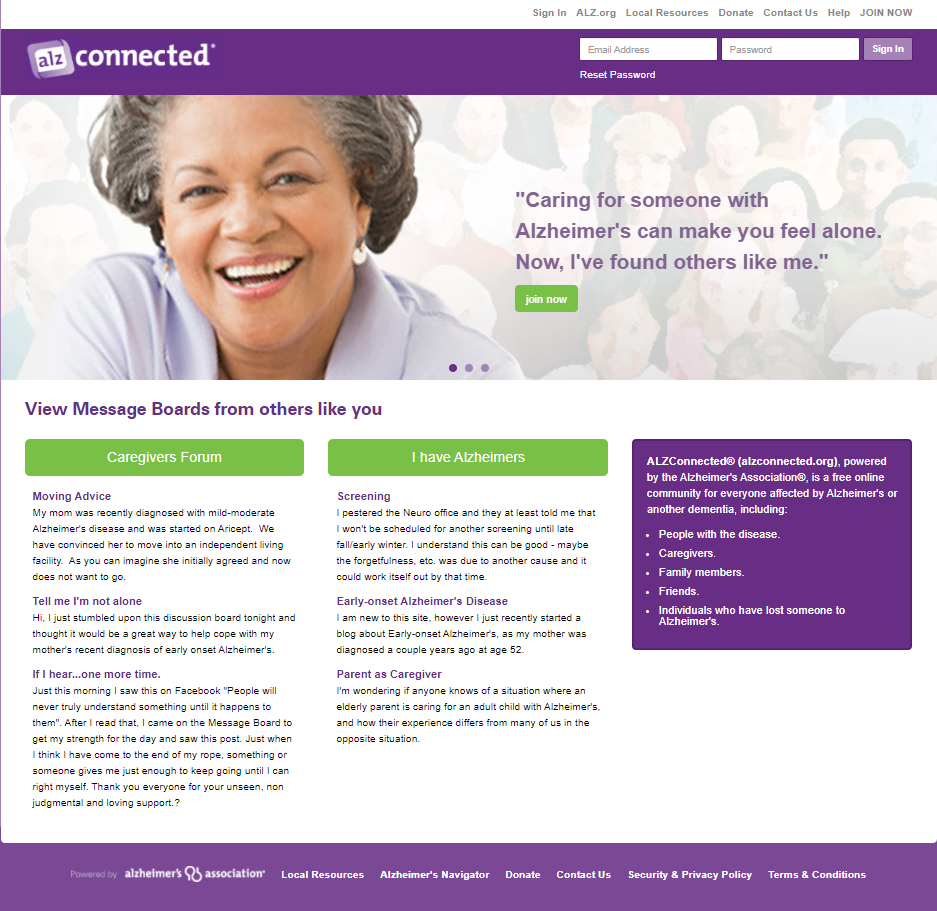 Sign In ALZ.org Local Resources Donate Contact Us Help JOIN NOW
alz connected®
Email Address Password Sign In
Reset Password
"Caring for someone with
Alzheimer's can make you feel alone.
Now, I've found others like me."
join now
View Message Boards from others like you
Caregivers Forum
Moving Advice
My mom was recently diagnosed with mild-moderate
Alzheimer's disease and was started on Aricept.  We
have convinced her to move into an independent living
facility.  As you can imagine she initially agreed and now
does not want to go.
Tell me I'm not alone
Hi, I just stumbled upon this discussion board tonight and
thought it would be a great way to help cope with my
mother's recent diagnosis of early onset Alzheimer's.
If I hear...one more time.
Just this morning I saw this on Facebook "People will
never truly understand something until it happens to
them". After I read that, I came on the Message Board to
get my strength for the day and saw this post. Just when
I think I have come to the end of my rope, something or
someone gives me just enough to keep going until I can
right myself. Thank you everyone for your unseen, non
judgmental and loving support.?
I have Alzheimers
Screening
I pestered the Neuro office and they at least told me that
I won't be scheduled for another screening until late
fall/early winter. I understand this can be good - maybe
the forgetfulness, etc. was due to another cause and it
could work itself out by that time.
Early-onset Alzheimer's Disease
I am new to this site, however I just recently started a
blog about Early-onset Alzheimer's, as my mother was
diagnosed a couple years ago at age 52.
Parent as Caregiver
I'm wondering if anyone knows of a situation where an
elderly parent is caring for an adult child with Alzheimer's,
and how their experience differs from many of us in the
opposite situation.
ALZConnected® (alzconnected.org), powered
by the Alzheimer's Association®, is a free online
community for everyone affected by Alzheimer's or
another dementia, including:
• People with the disease.
• Caregivers.
• Family members.
• Friends.
• Individuals who have lost someone to
Alzheimer's.
Powered by alzheimer's association® Local Resources Alzheimer's Navigator Donate Contact Us Security & Privacy Policy Terms & Conditions